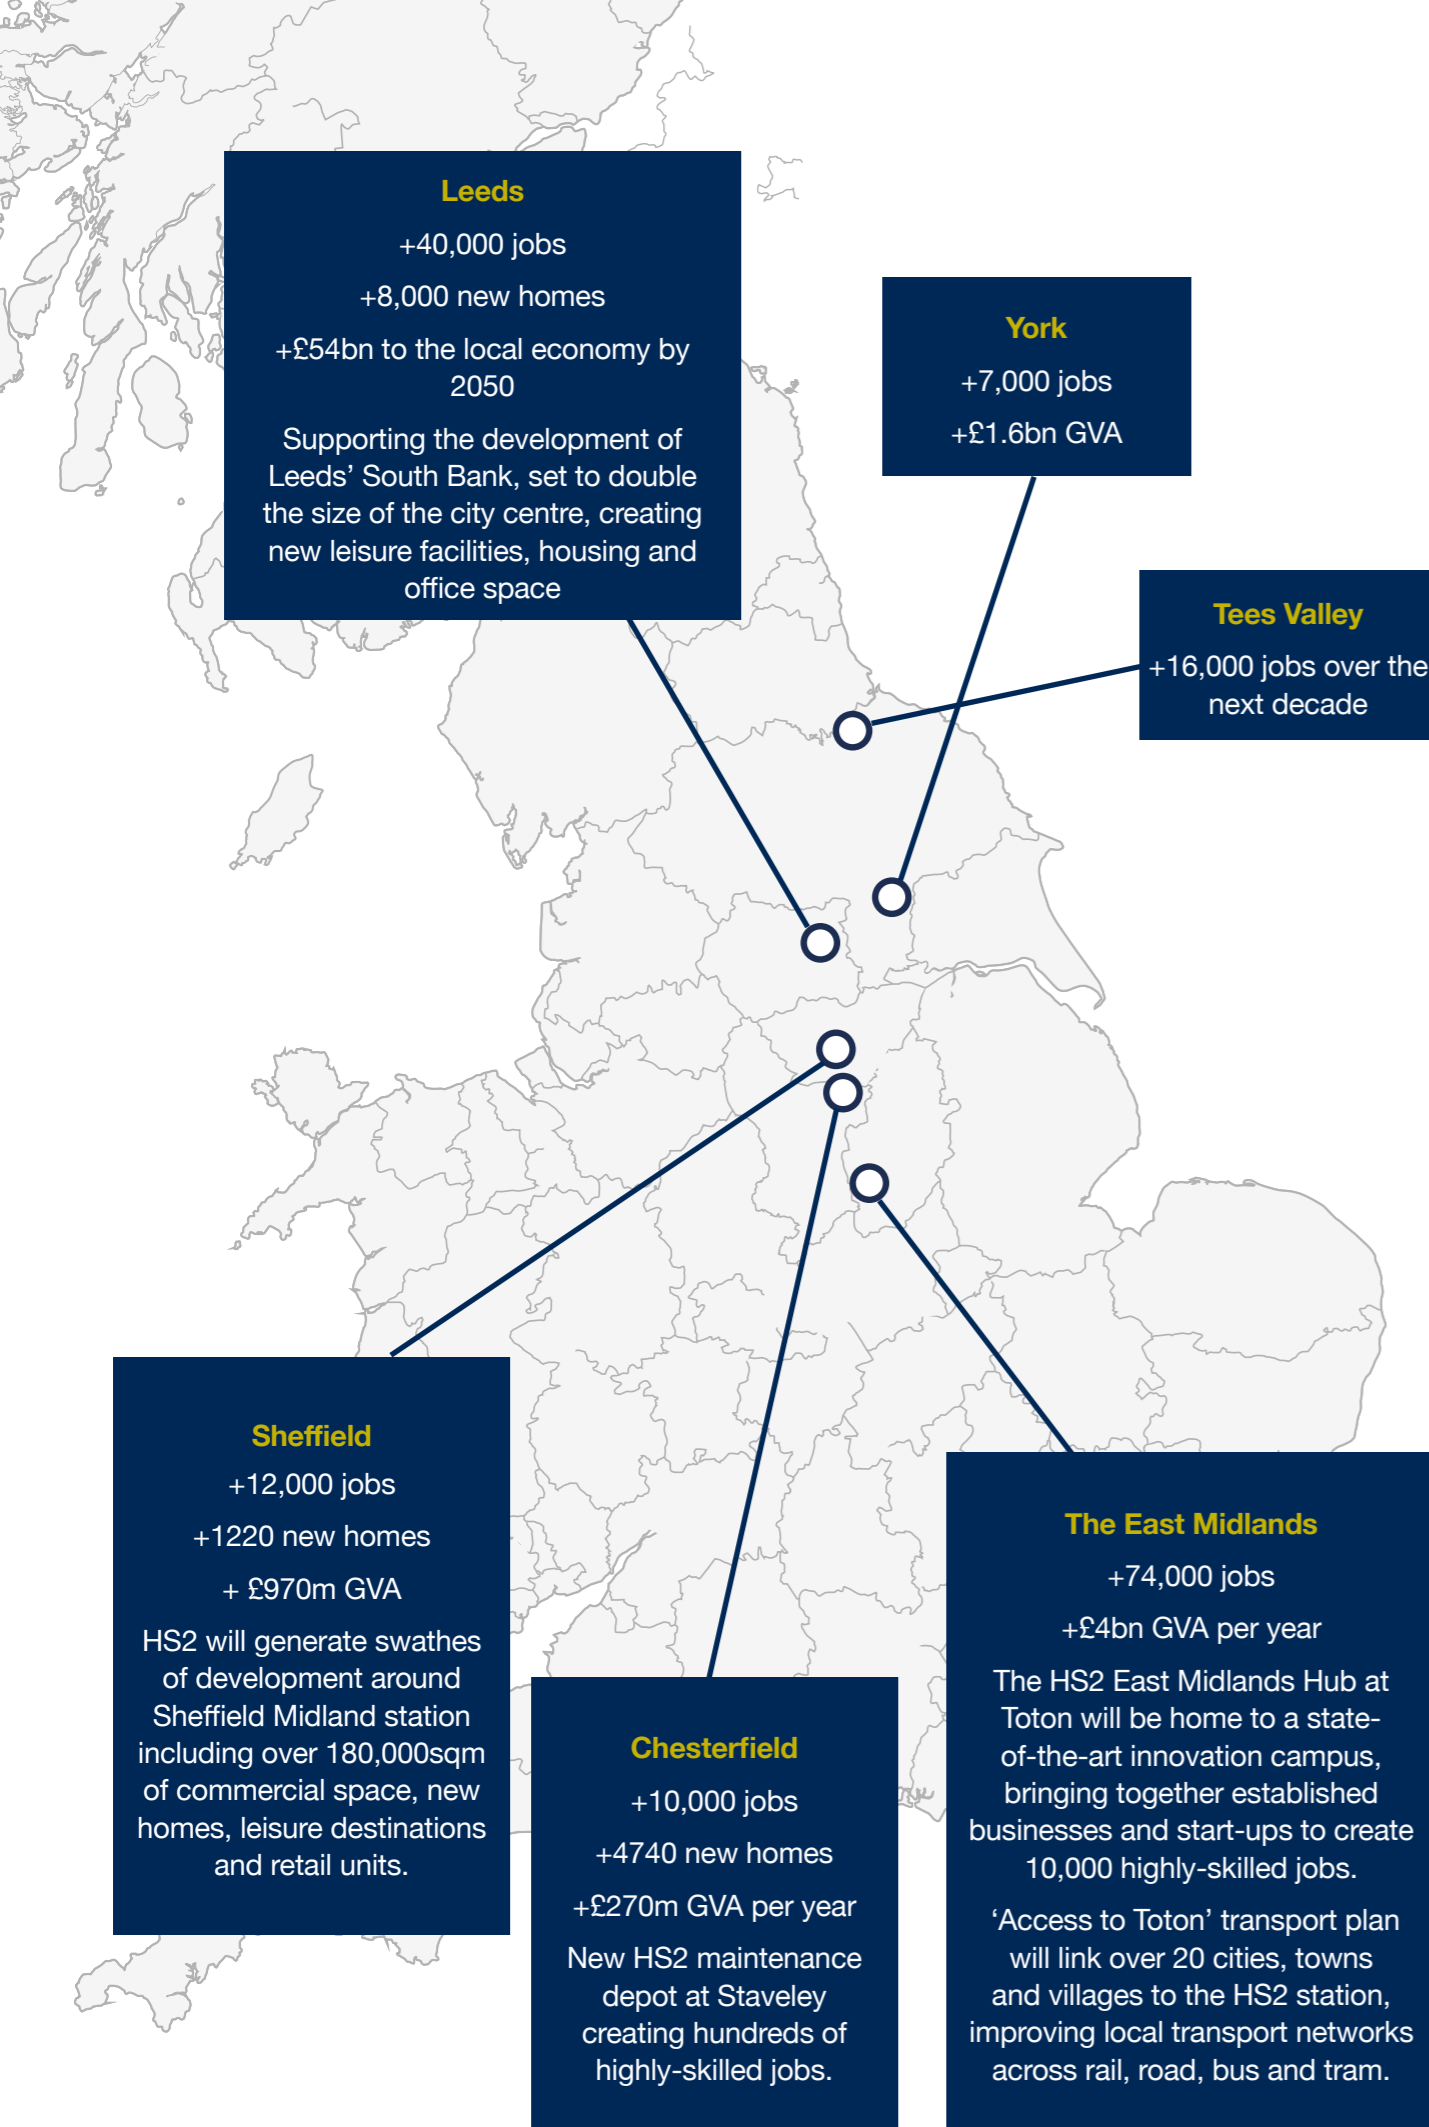 Leeds
+40,000 jobs
+8,000 new homes
+£54bn to the local economy by
2050
Supporting the development of
Leeds’ South Bank, set to double
the size of the city centre, creating
new leisure facilities, housing and
office space
York
+7,000 jobs
+£1.6bn GVA
Tees Valley
+16,000 jobs over the
next decade
Sheffield
+12,000 jobs
+1220 new homes
+ £970m GVA
HS2 will generate swathes
of development around
Sheffield Midland station
including over 180,000sqm
of commercial space, new
homes, leisure destinations
and retail units.
Chesterfield
+10,000 jobs
+4740 new homes
+£270m GVA per year
New HS2 maintenance
depot at Staveley
creating hundreds of
highly-skilled jobs.
The East Midlands
+74,000 jobs
+£4bn GVA per year
The HS2 East Midlands Hub at
Toton will be home to a state-
of-the-art innovation campus,
bringing together established
businesses and start-ups to create
10,000 highly-skilled jobs.
‘Access to Toton’ transport plan
will link over 20 cities, towns
and villages to the HS2 station,
improving local transport networks
across rail, road, bus and tram.